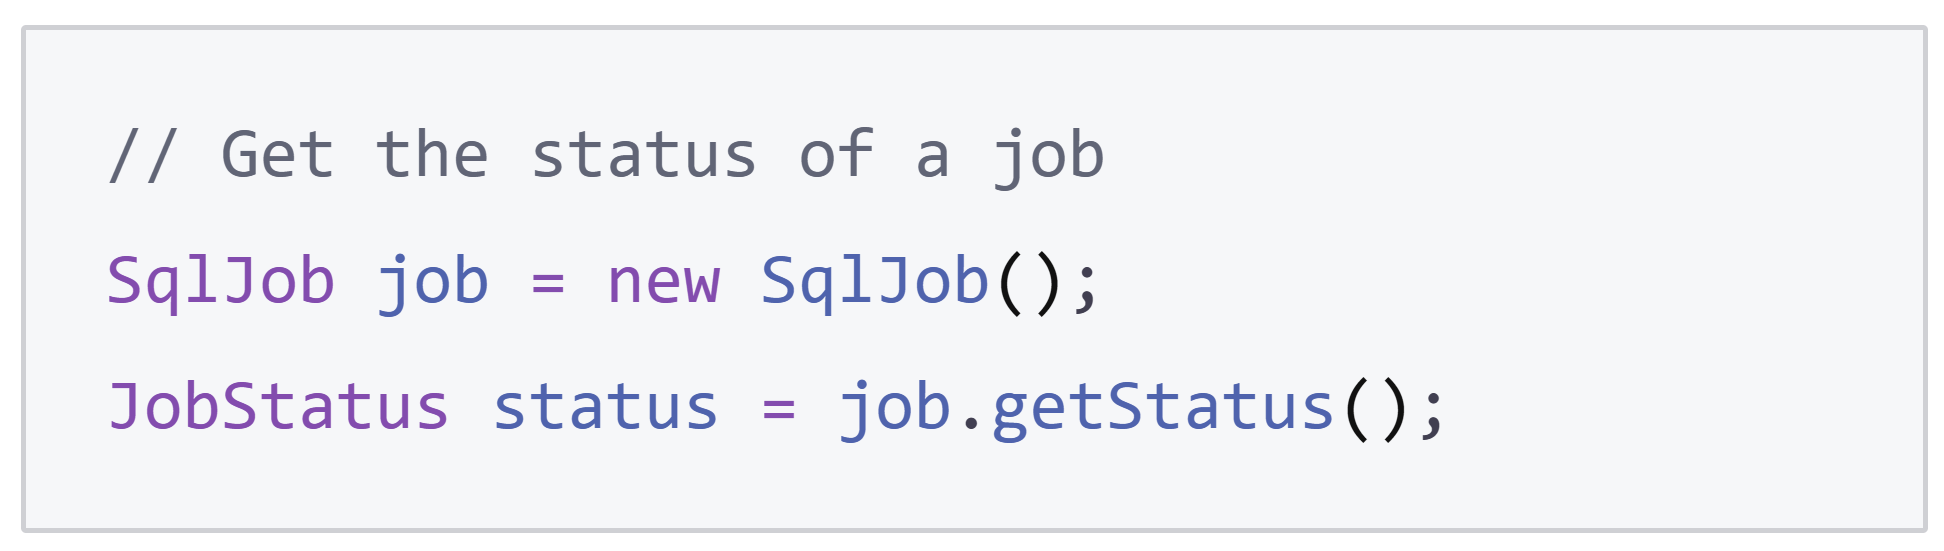 // Get the status of a job
SqlJob job = new SqlJob();
JobStatus status = job.getStatus();